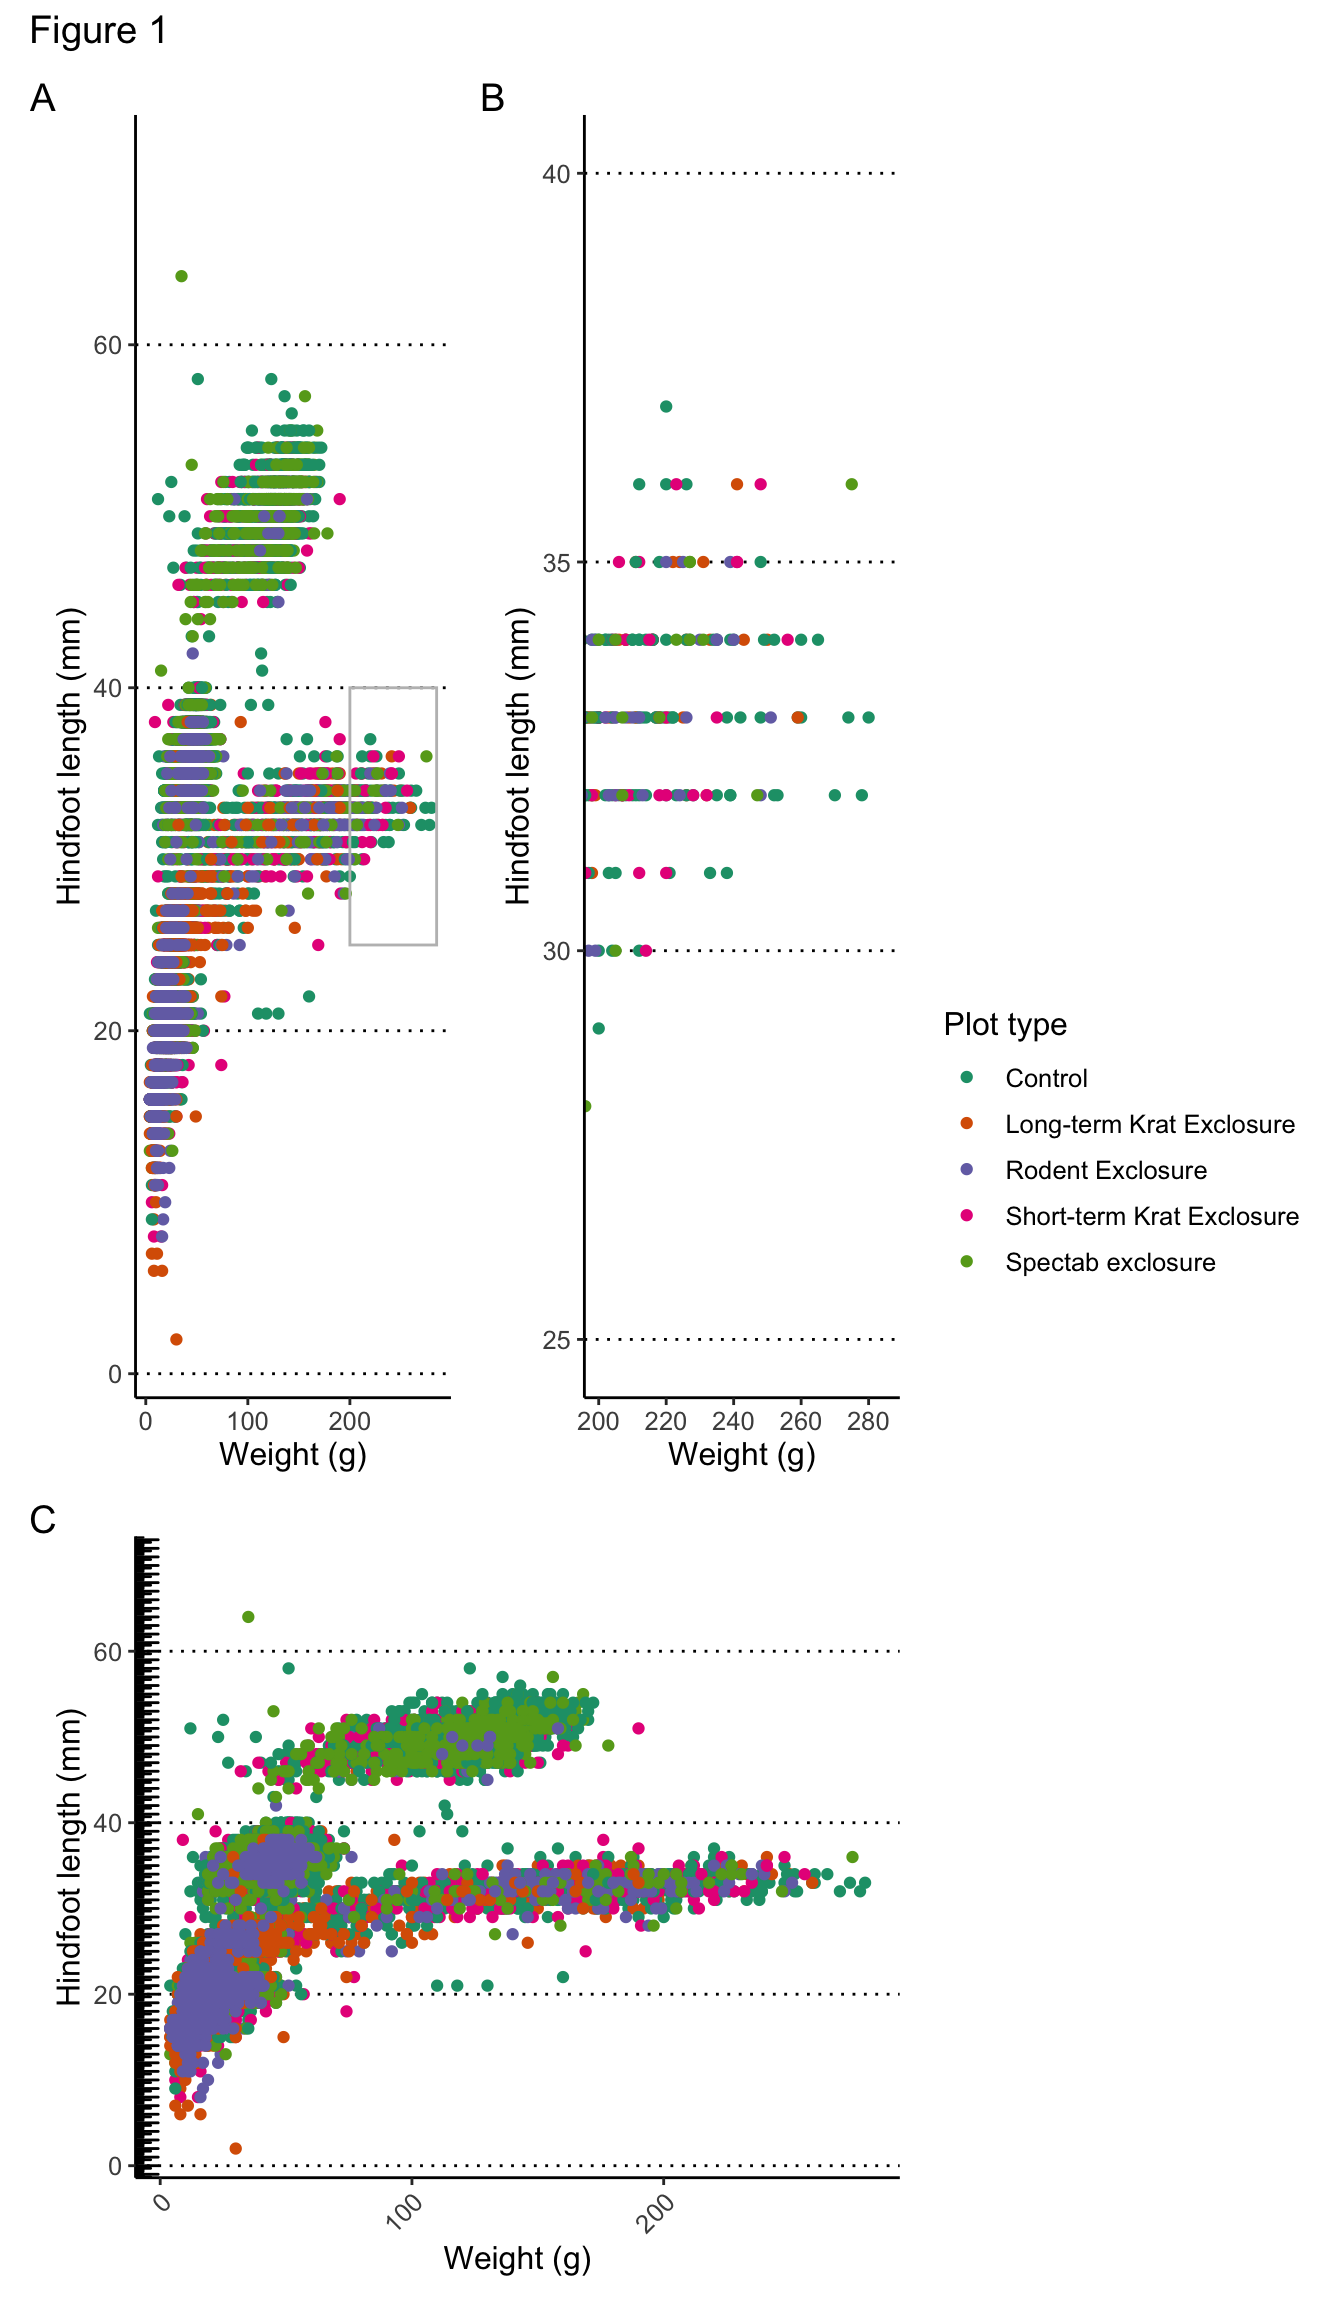 Figure 1
A
B
Hindfoot length (mm)
60
40
20
0
0 100 200
Weight (g)
Hindfoot length (mm)
40
35
30
25
200 220 240 260 280
Weight (g)
Plot type
Control
Long-term Krat Exclosure
Rodent Exclosure
Short-term Krat Exclosure
Spectab exclosure
C
Hindfoot length (mm)
60
40
20
0
0 100 200
Weight (g)